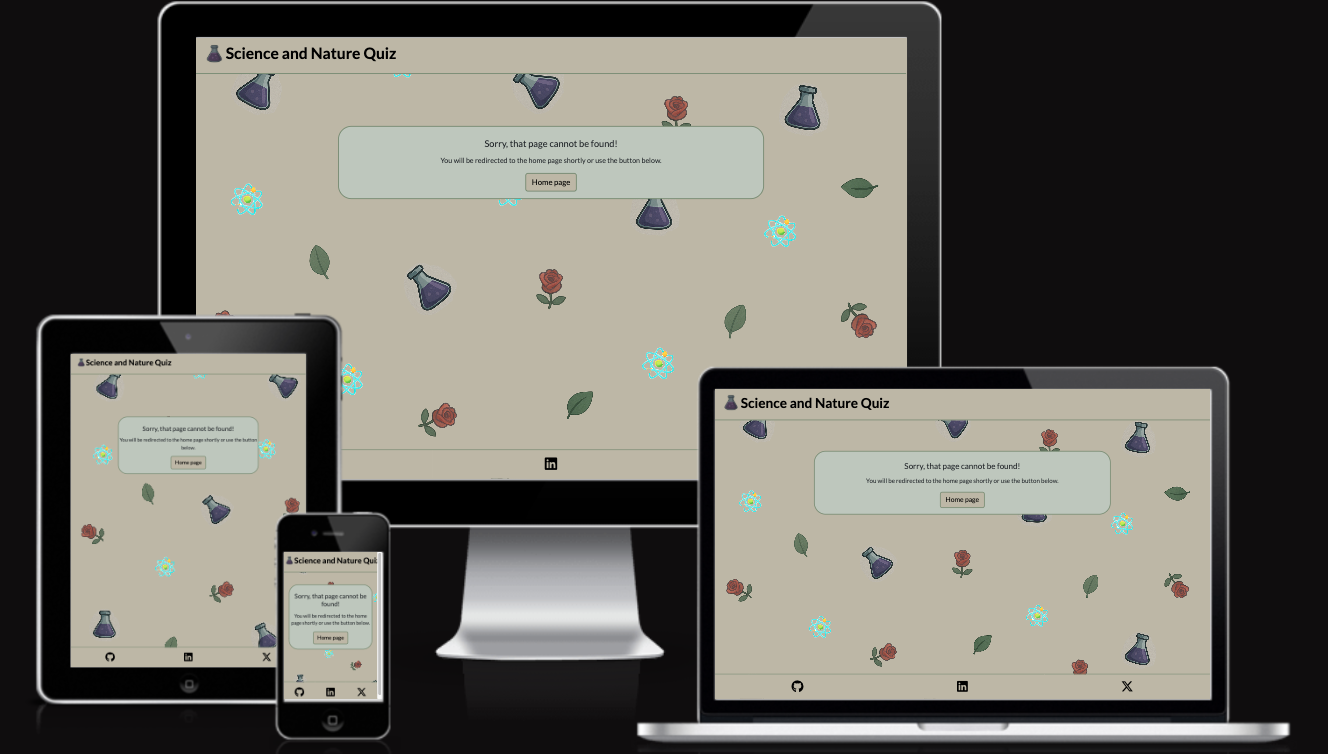 Science and Nature Quiz
Sorry, that page cannot be found!
You will be redirected to the home page shortly or use the button below.
Home page
in
Science and Nature Quiz
Sorry, that page cannot be found!
You will be redirected to the home page shortly or use the button
below.
Home page
in
X
Science and Nature Qui
Sorry, that page cannot be
found!
You will be redirected to the home
page shortly or use the button below.
Home page
in
X
Science and Nature Quiz
Sorry, that page cannot be found!
You will be redirected to the home page shortly or use the button below.
Home page
in
X